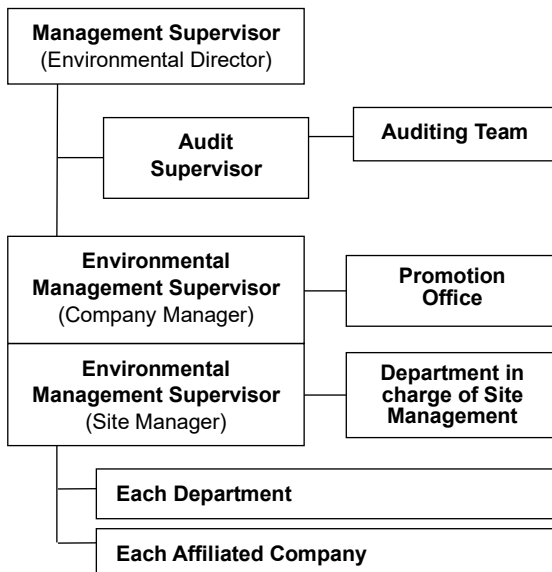 Management Supervisor
(Environmental Director)
Audit
Supervisor
Auditing Team
Environmental
Management Supervisor
(Company Manager)
Promotion
Office
Environmental
Management Supervisor
(Site Manager)
Department in
charge of Site
Management
Each Department
Each Affiliated Company